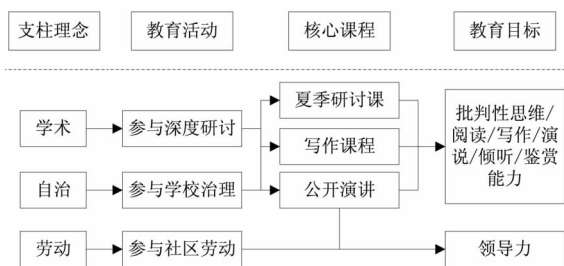 支柱理念 教育活动 核心课程 教育目标
夏季研讨课
学术 参与深度研讨
写作课程
批判性思维/
阅读/写作/演
说/倾听/鉴赏
能力
自治 参与学校治理 公开演讲
劳动 参与社区劳动 领导力